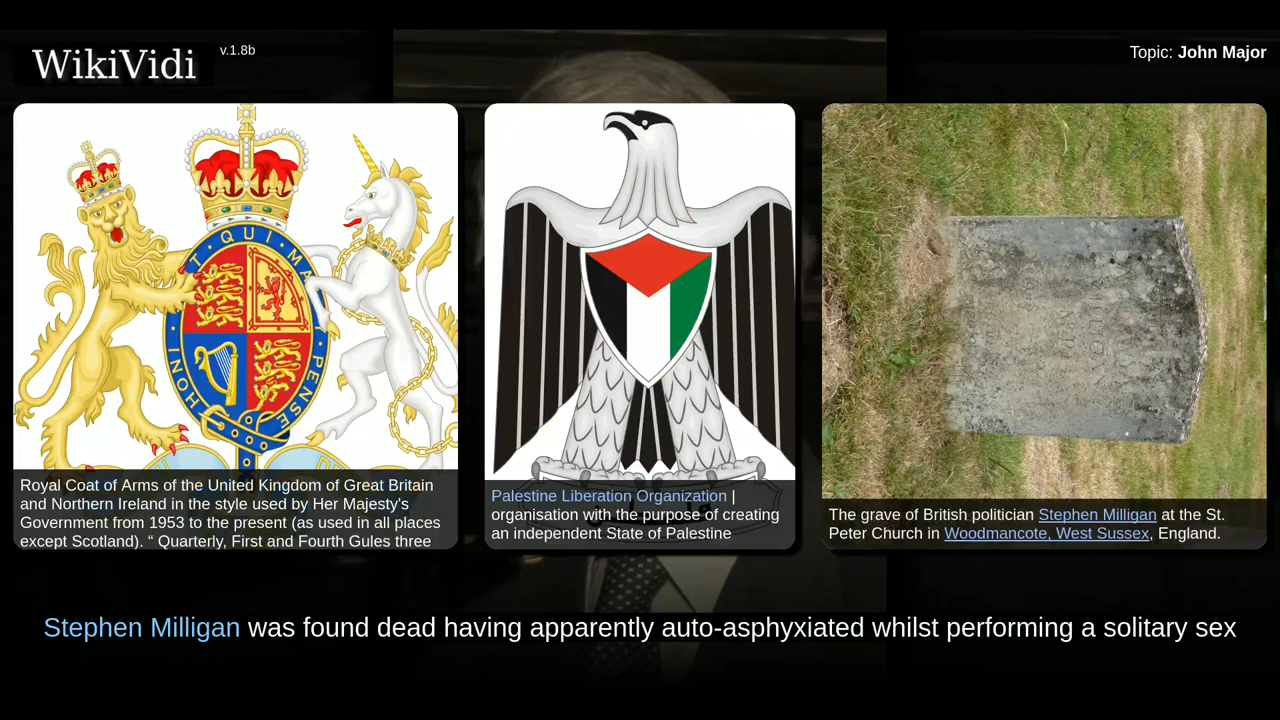 WikiVidi
v.1.8b
Topic: John Major
T · QUI · MA
HONI
PENSE
Royal Coat of Arms of the United Kingdom of Great Britain
and Northern Ireland in the style used by Her Majesty's
Government from 1953 to the present (as used in all places
except Scotland). “ Quarterly, First and Fourth Gules three
Palestine Liberation Organization |
organisation with the purpose of creating
an independent State of Palestine
The grave of British politician Stephen Milligan at the St.
Peter Church in Woodmancote, West Sussex, England.
Stephen Milligan was found dead having apparently auto-asphyxiated whilst performing a solitary sex